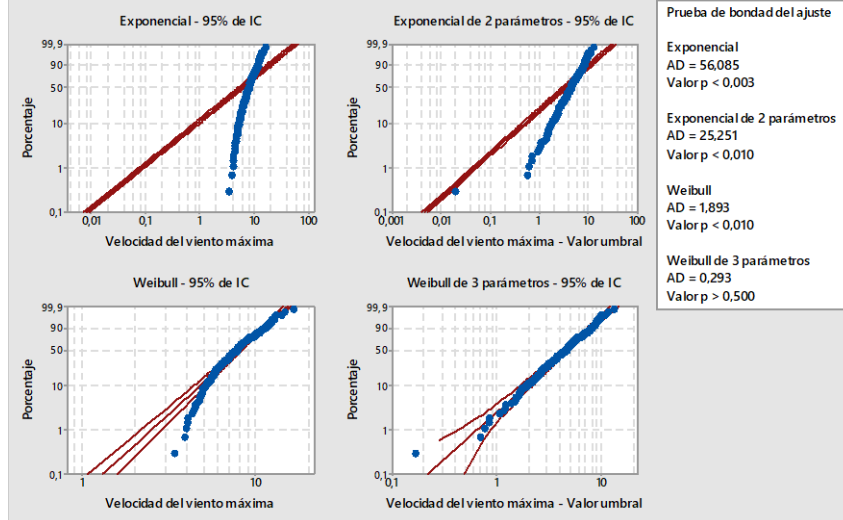 Exponencial - 95% de IC
99,9
90
50
10
1
0,1
Porcentaje
0,01
0,1
1
10
100
Velocidad del viento máxima
Exponencial de 2 parámetros - 95% de IC
99,9
90
50
10
1
0,1
Porcentaje
0,001
0,01
0,1
1
10
100
Velocidad del viento máxima - Valor umbral
Weibull - 95% de IC
99,9
90
50
10
1
0,1
Porcentaje
1
10
Velocidad del viento máxima
Weibull de 3 parámetros - 95% de IC
99,9
90
50
10
1
0,1
Porcentaje
0,1
1
10
Velocidad del viento máxima - Valor umbral
Prueba de bondad del ajuste
Exponencial
AD = 56,085
Valor p < 0,003
Exponencial de 2 parámetros
AD = 25,251
Valor p < 0,010
Weibull
AD = 1,893
Valor p < 0,010
Weibull de 3 parámetros
AD = 0,293
Valor p > 0,500